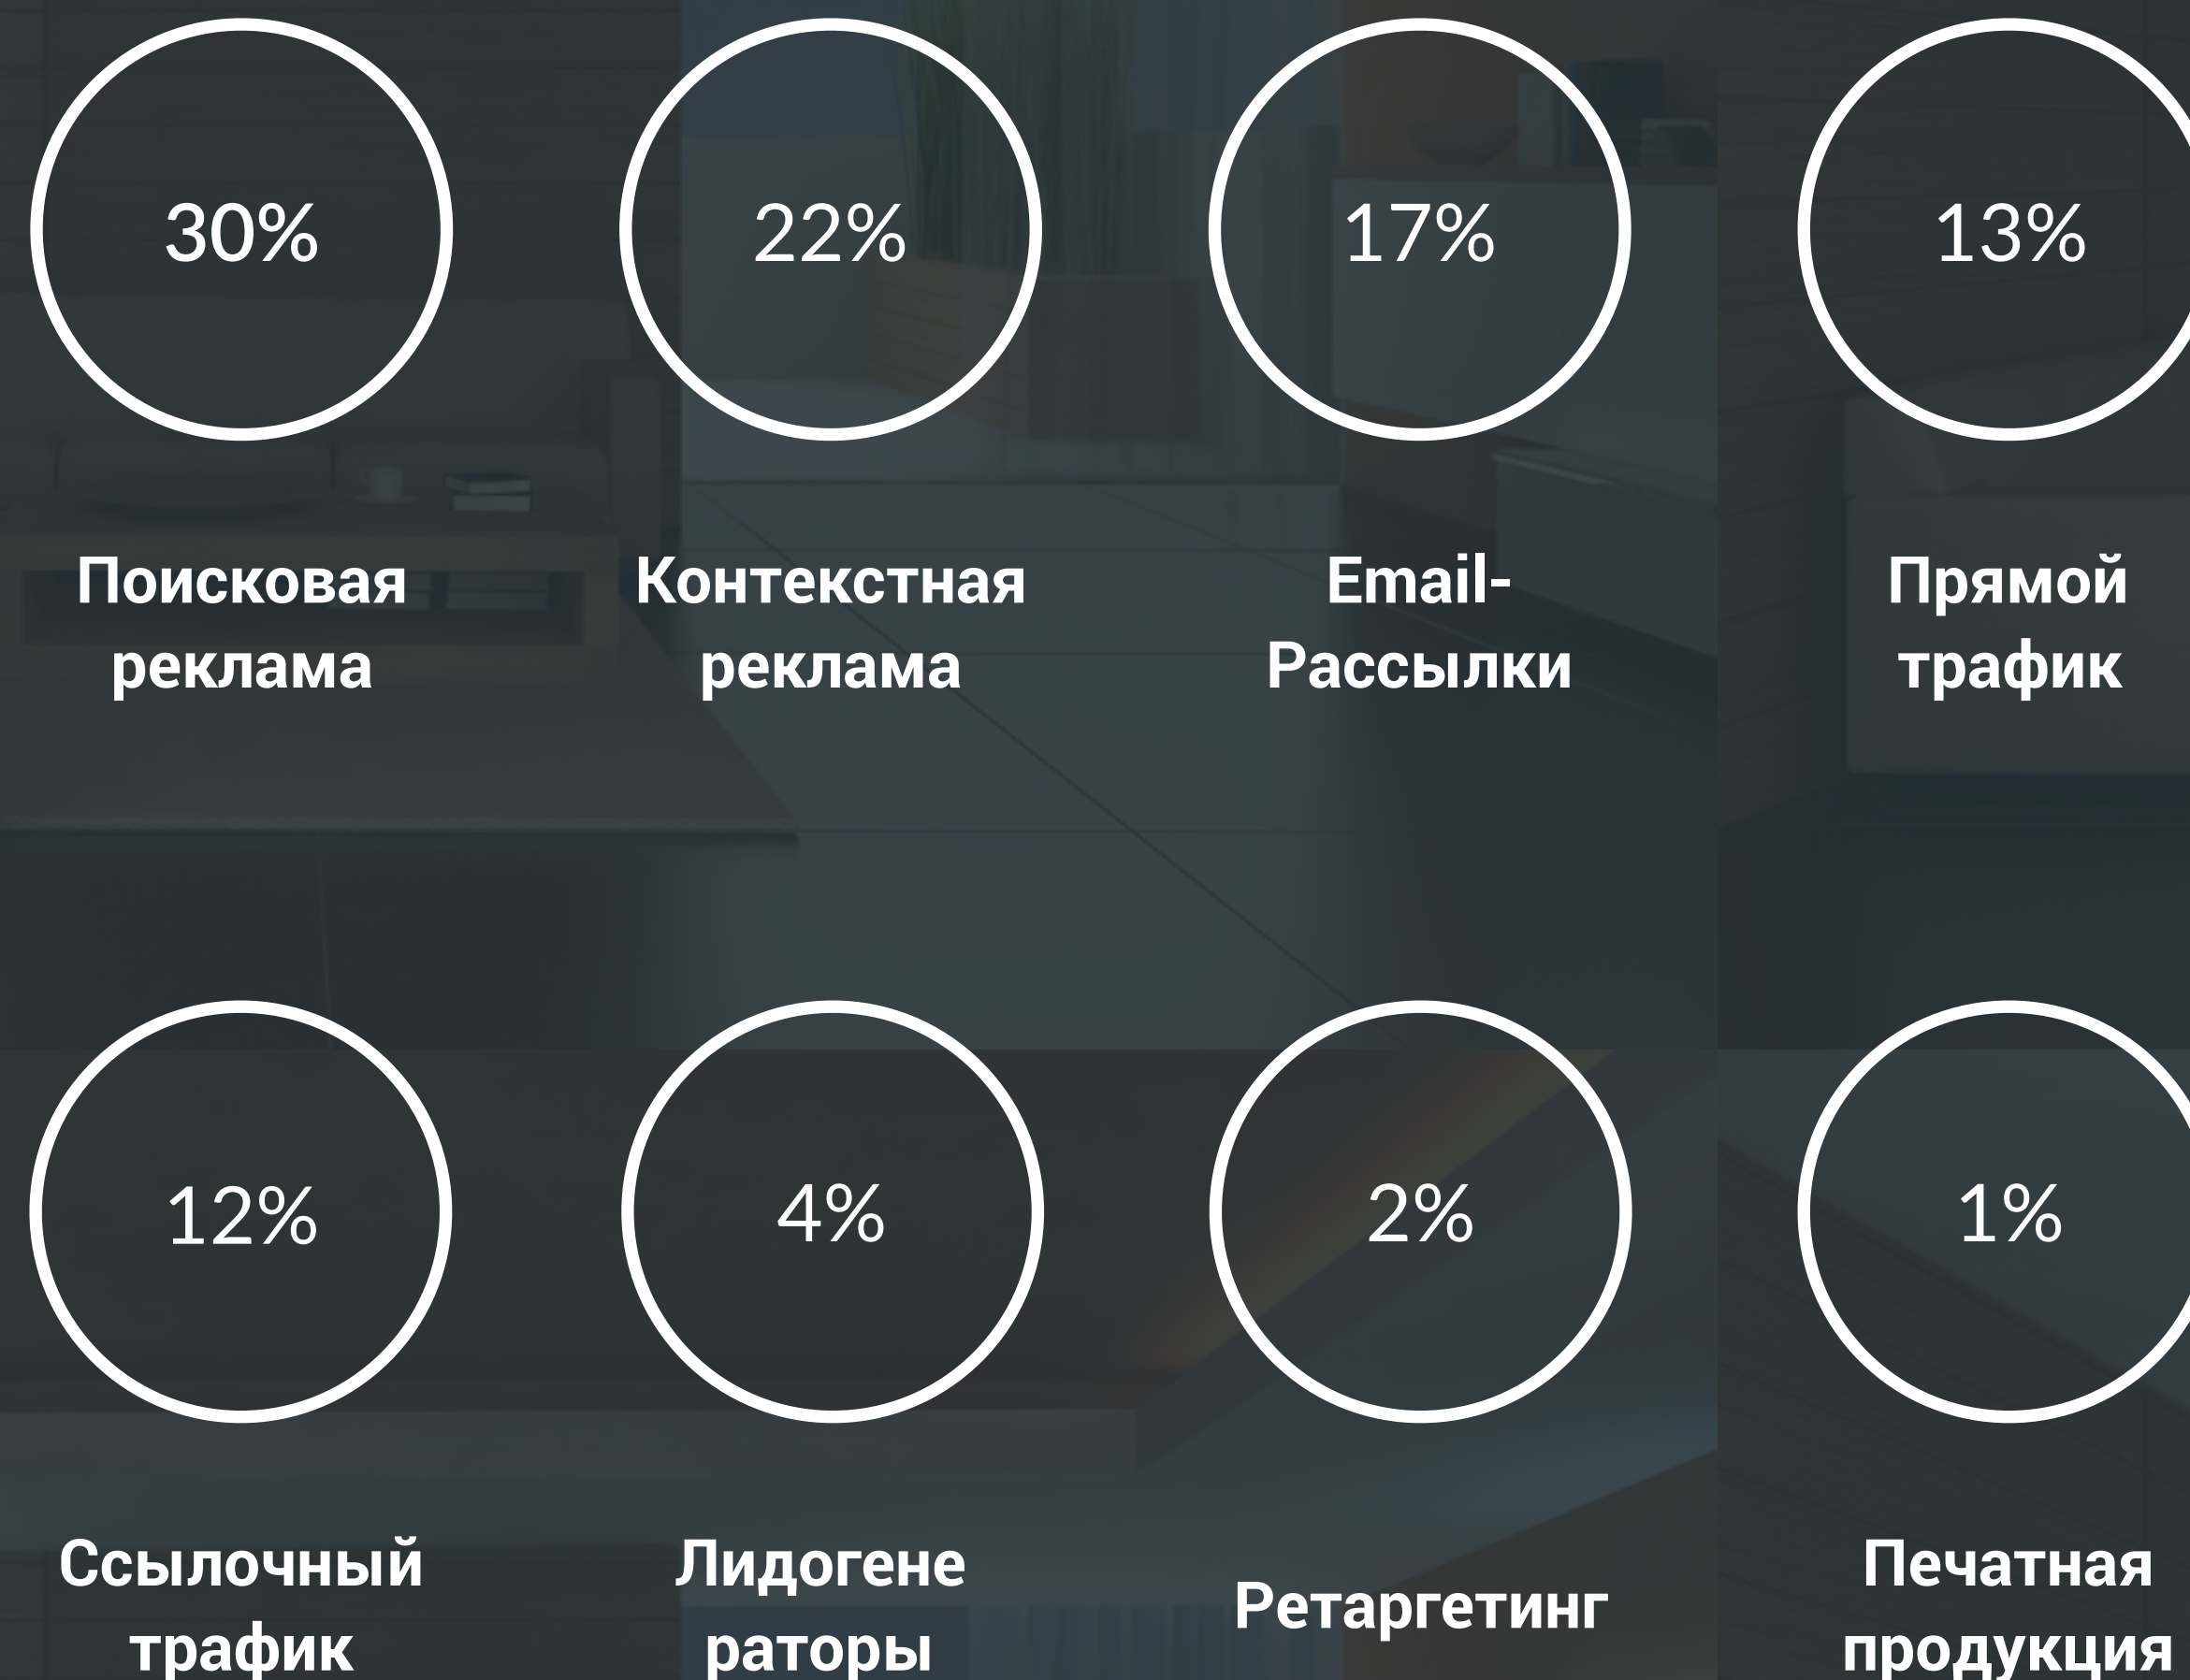 30%
22%
17%
13%
Поисковая
реклама
Контекстная
реклама
Email-
Рассылки
Прямой
трафик
12%
4%
2%
1%
Ссылочный
трафик
Лидогене
раторы
Ретаргетинг
Печатная
продукция